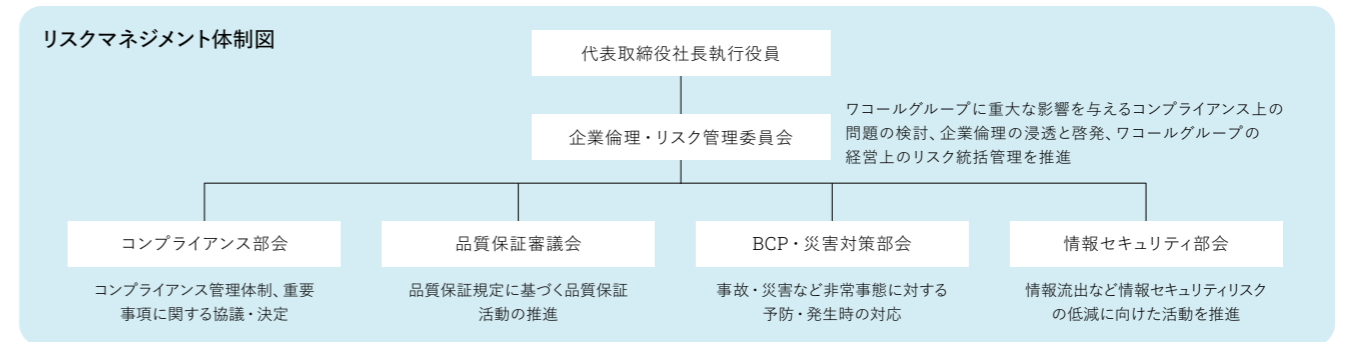 リスクマネジメント体制図
代表取締役社長執行役員
企業倫理・リスク管理委員会
ワコールグループに重大な影響を与えるコンプライアンス上の
問題の検討、企業倫理の浸透と啓発、ワコールグループの
経営上のリスク統括管理を推進
コンプライアンス部会
コンプライアンス管理体制、重要
事項に関する協議・決定
品質保証審議会
品質保証規定に基づく品質保証
活動の推進
BCP・災害対策部会
事故・災害など非常事態に対する
予防・発生時の対応
情報セキュリティ部会
情報流出など情報セキュリティリスク
の低減に向けた活動を推進